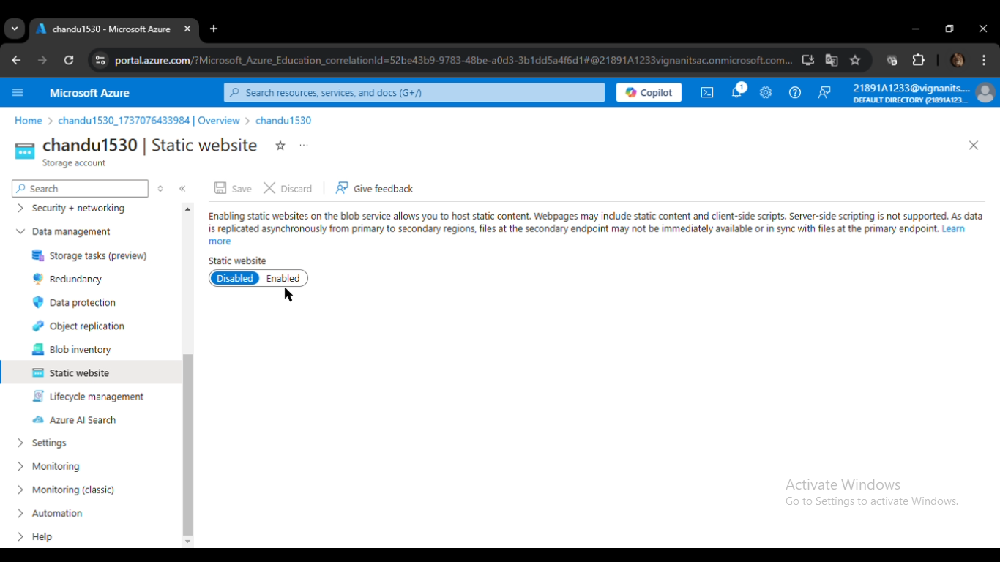 chandu1530 - Microsoft Azure
portal.azure.com/?Microsoft_Azure_Education_correlationId=52be43b9-9783-48be-a0d3-3b1dd5a4f6d1#@21891A1233vignanitsac.onmicrosoft.com...
Microsoft Azure
Search resources, services, and docs (G+/)
Copilot
1
21891A1233@vignanits....
DEFAULT DIRECTORY (21891A123...
Home > chandu1530_1737076433984 | Overview > chandu1530
chandu1530 | Static website
Storage account
Search
Save
Discard
Give feedback
Security + networking
Data management
Storage tasks (preview)
Redundancy
Data protection
Object replication
Blob inventory
Static website
Lifecycle management
Azure AI Search
Settings
Monitoring
Monitoring (classic)
Automation
Help
Enabling static websites on the blob service allows you to host static content. Webpages may include static content and client-side scripts. Server-side scripting is not supported. As data
is replicated asynchronously from primary to secondary regions, files at the secondary endpoint may not be immediately available or in sync with files at the primary endpoint. Learn
more
Static website
Disabled Enabled
Activate Windows
Go to Settings to activate Windows.